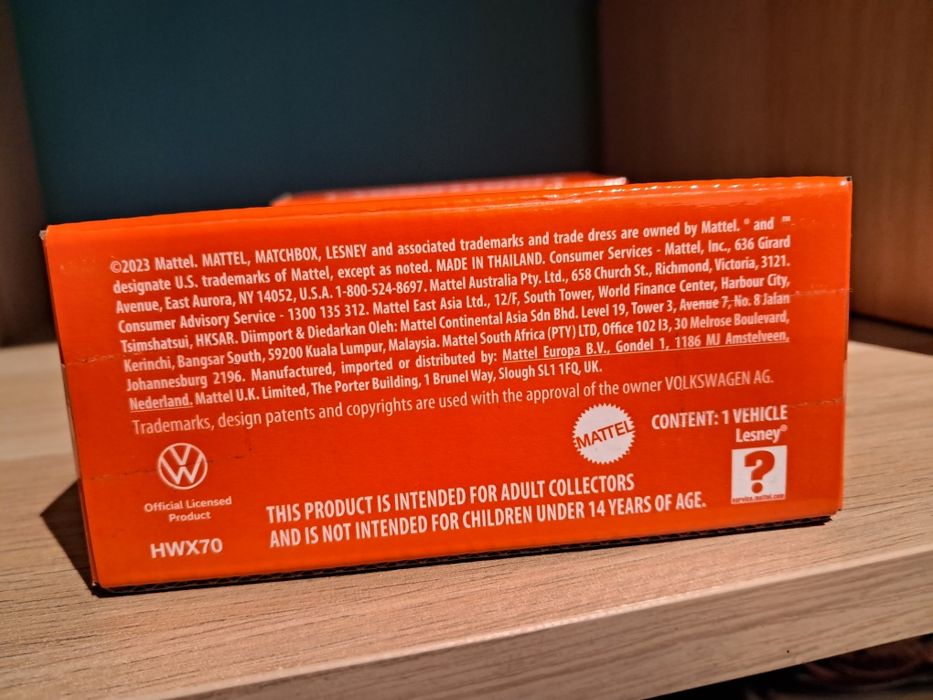 ©2023 Mattel. MATTEL, MATCHBOX, LESNEY and associated trademarks and trade dress are owned by Mattel. ® and ™
designate U.S. trademarks of Mattel, except as noted. MADE IN THAILAND. Consumer Services - Mattel, Inc., 636 Girard
Avenue, East Aurora, NY 14052, U.S.A. 1-800-524-8697. Mattel Australia Pty. Ltd., 658 Church St., Richmond, Victoria, 3121.
Consumer Advisory Service - 1300 135 312. Mattel East Asia Ltd., 12/F, South Tower, World Finance Center, Harbour City,
Tsimshatsui, HKSAR. Diimport & Diedarkan Oleh: Mattel Continental Asia Sdn Bhd. Level 19, Tower 3, Avenue 7, No. 8 Jalan
Kerinchi, Bangsar South, 59200 Kuala Lumpur, Malaysia. Mattel South Africa (PTY) LTD, Office 102 I3, 30 Melrose Boulevard,
Johannesburg 2196. Manufactured, imported or distributed by: Mattel Europa B.V., Gondel 1, 1186 MJ Amstelveen,
Nederland. Mattel U.K. Limited, The Porter Building, 1 Brunel Way, Slough SL1 1FQ, UK.
Trademarks, design patents and copyrights are used with the approval of the owner VOLKSWAGEN AG.
MATTEL
CONTENT: 1 VEHICLE
Lesney®
?
service.mattel.com
VW
Official Licensed
Product
HWX70
THIS PRODUCT IS INTENDED FOR ADULT COLLECTORS
AND IS NOT INTENDED FOR CHILDREN UNDER 14 YEARS OF AGE.